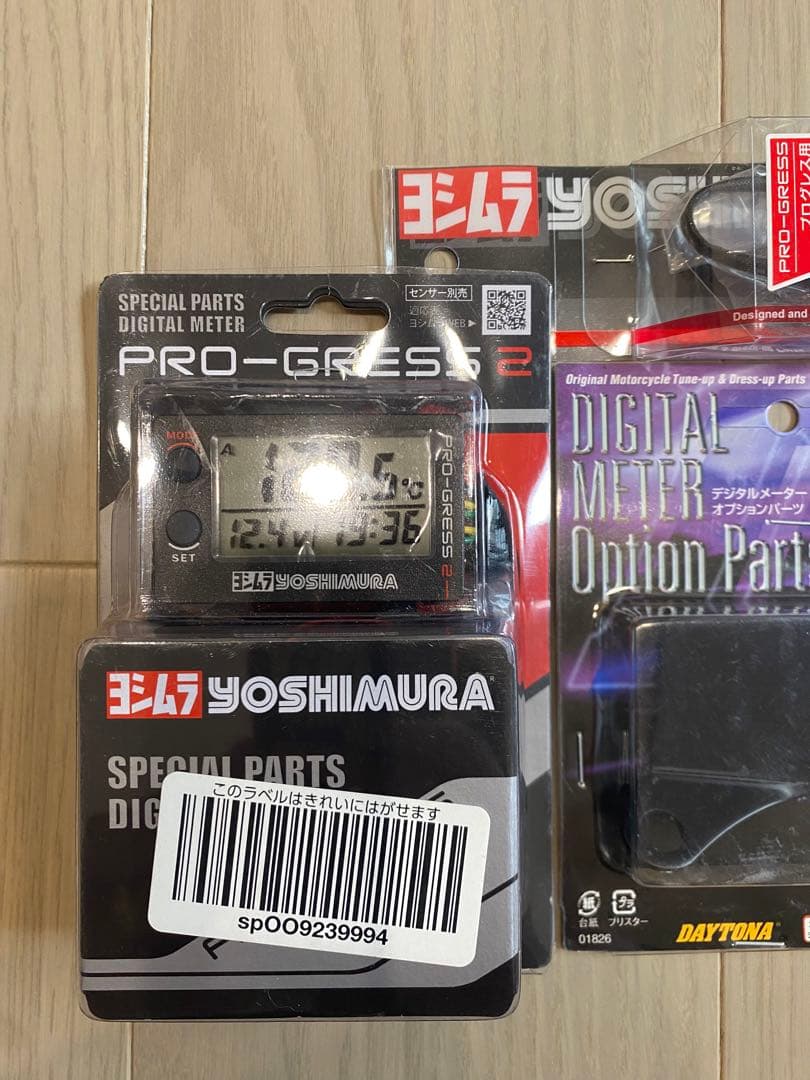 ヨシムラ YOSHIMURA
PRO-GRESS
プログレス用
Designed and
SPECIAL PARTS
DIGITAL METER
センサー別売
PRO-GRESS 2
MODE
A
.5℃
12.4V 19:36
SET
PRO-GRESS 2
ヨシムラ YOSHIMURA
ヨシムラ YOSHIMURA
SPECIAL PARTS
DIG
このラベルはきれいにはがせます
spOO9239994
Original Motorcycle Tune-up & Dress-up Parts
DIGITAL
METER
デジタルメーター
オプションパーツ
Option Parts
紙
プラ
台紙
ブリスター
01826
DAYTONA